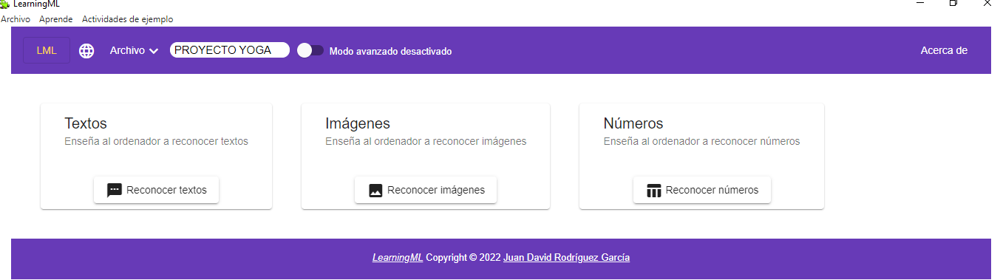 LearningML
Archivo Aprende Actividades de ejemplo
LML Archivo PROYECTO YOGA Modo avanzado desactivado Acerca de
Textos
Enseña al ordenador a reconocer textos
Reconocer textos
Imágenes
Enseña al ordenador a reconocer imágenes
Reconocer imágenes
Números
Enseña al ordenador a reconocer números
Reconocer números
LearningML Copyright © 2022 Juan David Rodríguez García